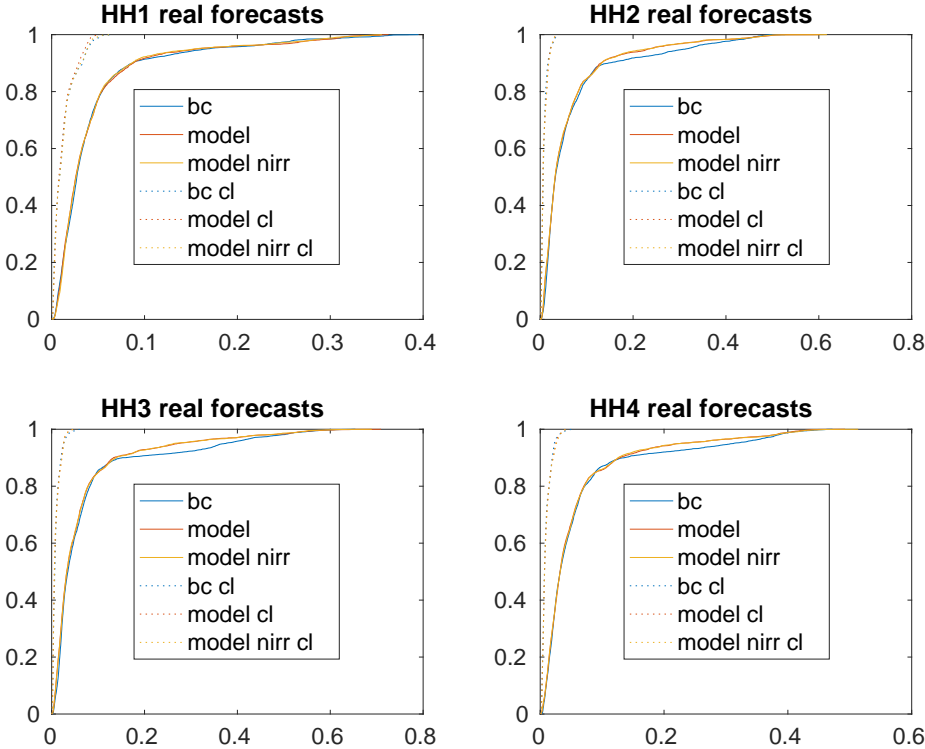 HH1 real forecasts
1
0.8
0.6
0.4
0.2
0
0 0.1 0.2 0.3 0.4
bc
model
model nirr
bc cl
model cl
model nirr cl
HH2 real forecasts
1
0.8
0.6
0.4
0.2
0
0 0.2 0.4 0.6 0.8
bc
model
model nirr
bc cl
model cl
model nirr cl
HH3 real forecasts
1
0.8
0.6
0.4
0.2
0
0 0.2 0.4 0.6 0.8
bc
model
model nirr
bc cl
model cl
model nirr cl
HH4 real forecasts
1
0.8
0.6
0.4
0.2
0
0 0.2 0.4 0.6
bc
model
model nirr
bc cl
model cl
model nirr cl